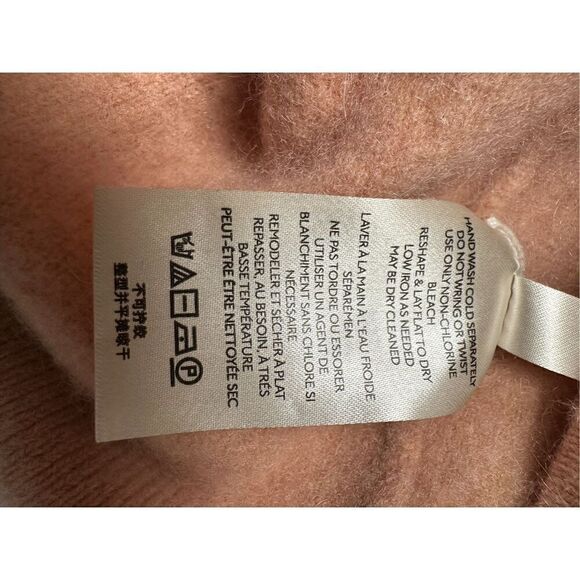 HAND WASH COLD SEPARATELY
DO NOT WRING OR TWIST
USE ONLY NON-CHLORINE
BLEACH
RESHAPE & LAY FLAT TO DRY
LOW IRON AS NEEDED
MAY BE DRY CLEANED
LAVER À LA MAIN À L'EAU FROIDE
SÉPARÉMEN
NE PAS TORDRE OU ESSORER
UTILISER UN AGENT DE
BLANCHIMENT SANS CHLORE, SI
NÉCESSAIRE
REMODELER ET SÉCHER À PLAT
REPASSER, AU BESOIN, À TRÈS
BASSE TEMPÉRATURE
PEUT-ÊTRE ÊTRE NETTOYÉE SEC
P
不可拧绞
整型并平摊晾干